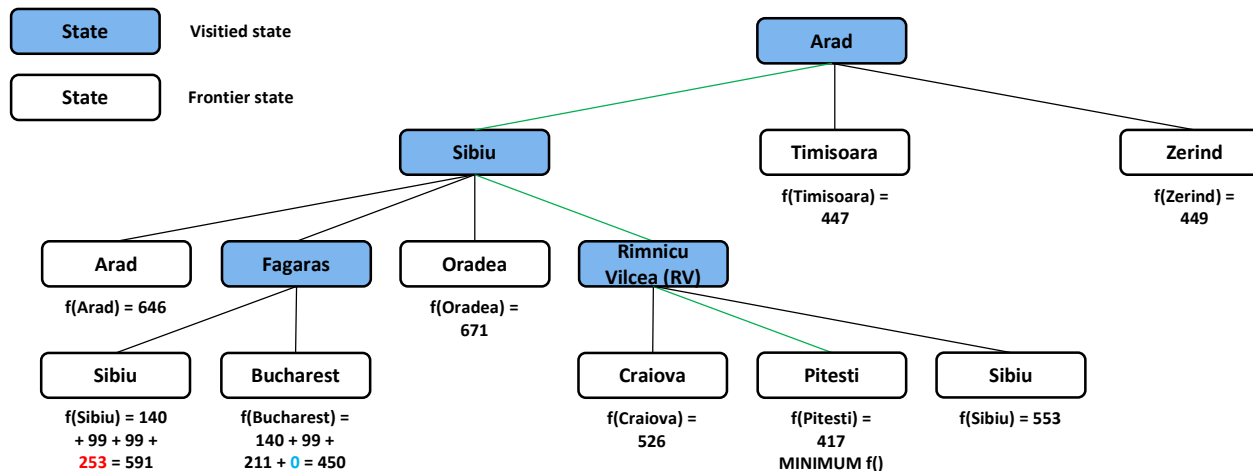 State
Visitied state
Arad
State
Frontier state
Sibiu
Timisoara
Zerind
f(Timisoara) =
447
f(Zerind) =
449
Arad
Fagaras
Oradea
Rimnicu
Vilcea (RV)
f(Arad) = 646
f(Oradea) =
671
Sibiu
Bucharest
Craiova
Pitesti
Sibiu
f(Sibiu) = 140
+ 99 + 99 +
253 = 591
f(Bucharest) =
140 + 99 +
211 + 0 = 450
f(Craiova) =
526
f(Pitesti) =
417
MINIMUM f()
f(Sibiu) = 553